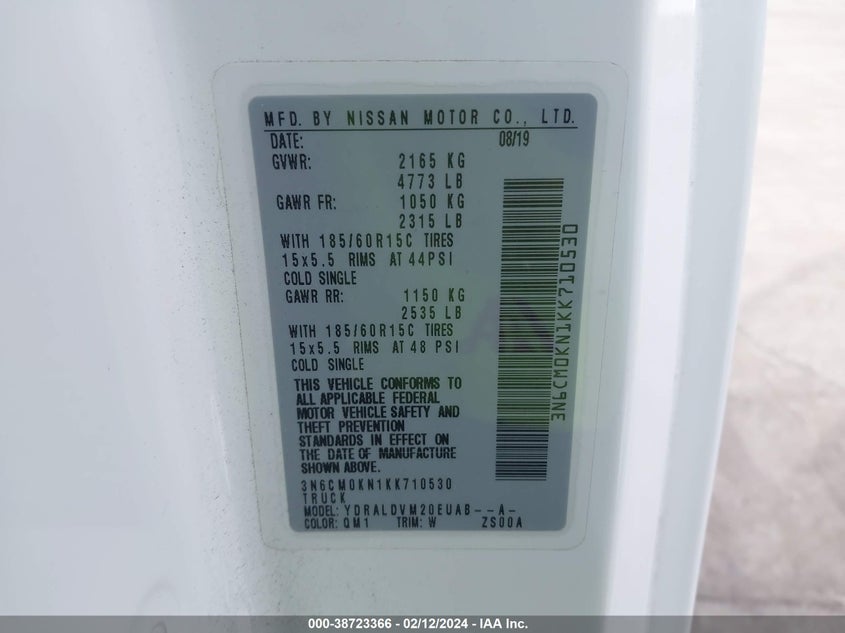 MFD. BY NISSAN MOTOR CO., LTD.
DATE: 08/19
GVWR: 2165 KG
4773 LB
GAWR FR: 1050 KG
2315 LB
WITH 185/60R15C TIRES
15x5.5 RIMS AT 44PSI
COLD SINGLE
GAWR RR: 1150 KG
2535 LB
WITH 185/60R15C TIRES
15x5.5 RIMS AT 48 PSI
COLD SINGLE
THIS VEHICLE CONFORMS TO
ALL APPLICABLE FEDERAL
MOTOR VEHICLE SAFETY AND
THEFT PREVENTION
STANDARDS IN EFFECT ON
THE DATE OF MANUFACTURE
SHOWN ABOVE.
3N6CM0KN1KK710530
TRUCK
MODEL: YDRALDVM20EUAB--A-
COLOR: QM1 TRIM: W ZS00A
3N6CM0KN1KK710530
000-38723366 - 02/12/2024 - IAA Inc.